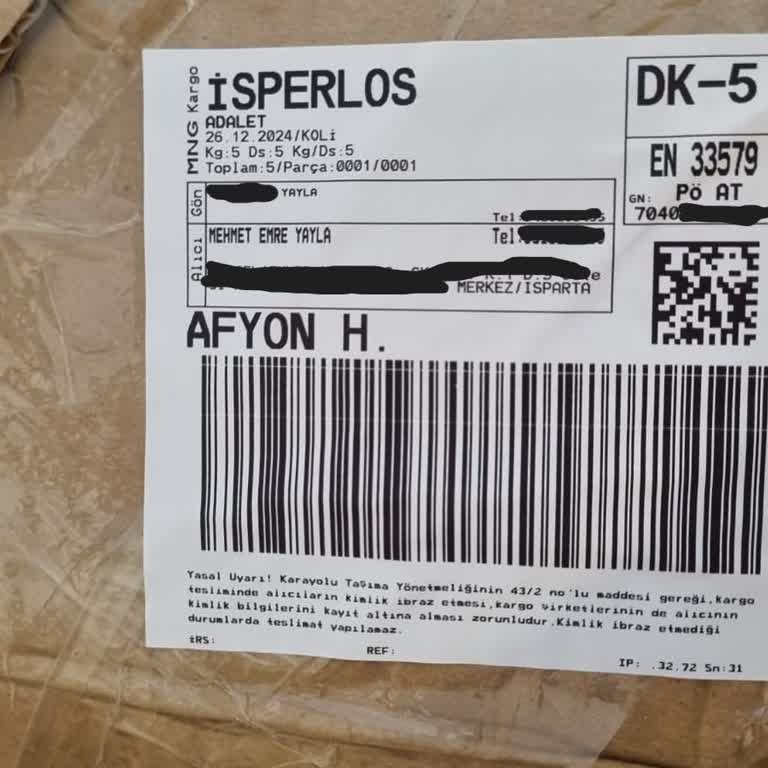 MNG Kargo
İSPERLOS
ADALET
26.12.2024/KOLi
Kg:5 Ds:5 Kg/Ds:5
Toplam:5/Parça:0001/0001
DK-5
EN 33579
Pö AT
GN:
7040
Gön
YAYLA
Tel:
Alıcı
MEHMET EMRE YAYLA
Tel:
MERKEZ/ISPARTA
AFYON H.
Yasal Uyarı! Karayolu Taşıma Yönetmeliğinin 43/2 no'lu maddesi gereği,kargo
tesliminde alıcıların kimlik ibraz etmesi,kargo şirketlerinin de alıcının
kimlik bilgilerini kayıt altına alması zorunludur.Kimlik ibraz etmediği
durumlarda teslimat yapılamaz.
İRS:
REF:
IP: .32.72 Sn:31